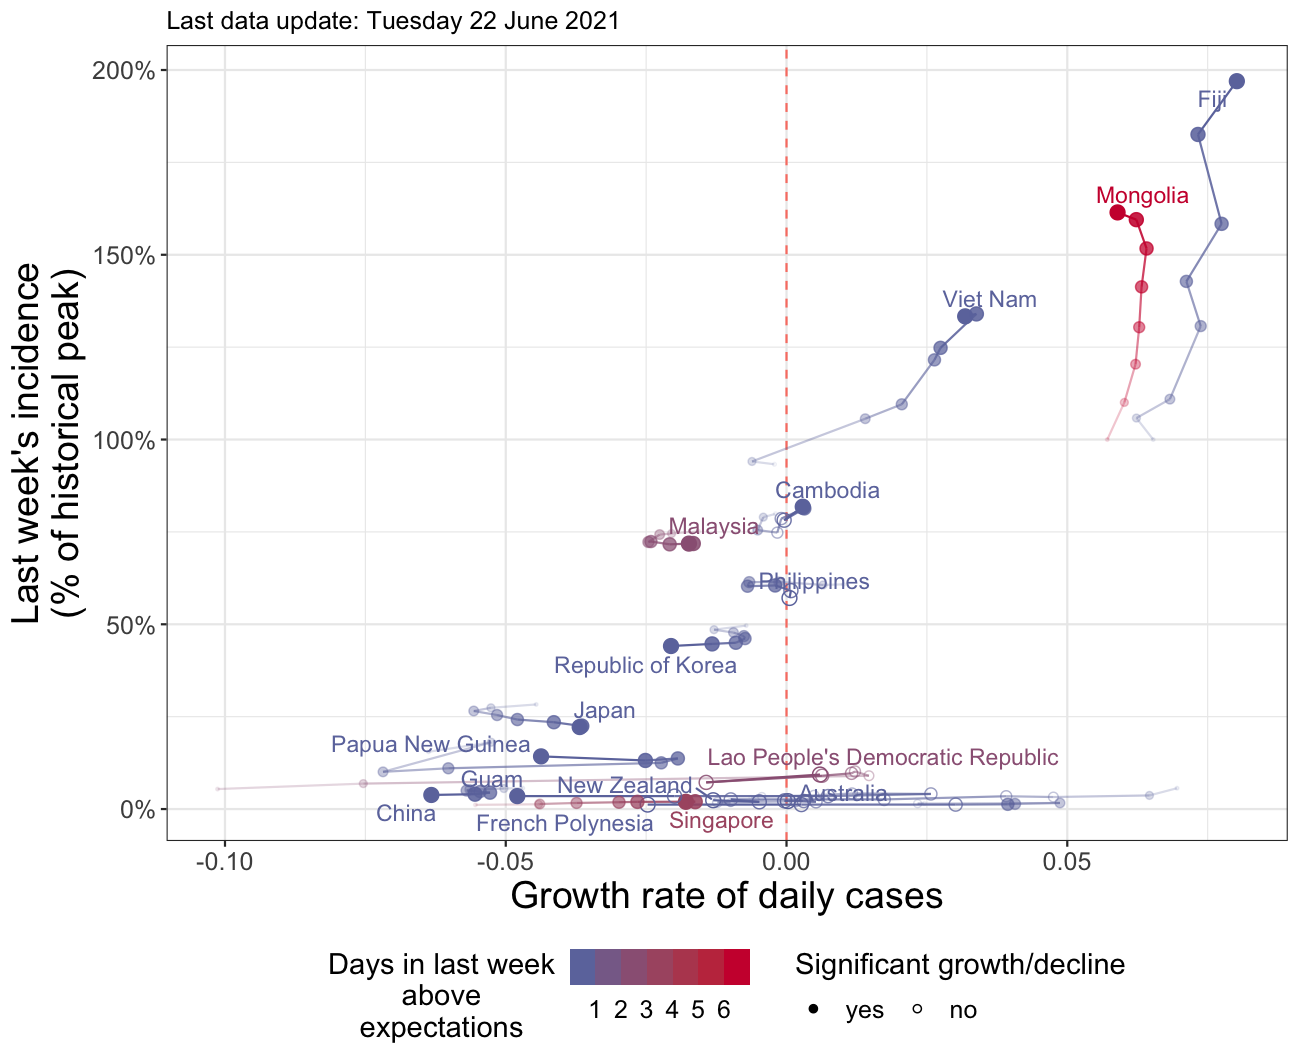 Last data update: Tuesday 22 June 2021
200%
150%
100%
50%
0%
Last week's incidence
(% of historical peak)
Fiji
Mongolia
Viet Nam
Cambodia
Malaysia
Philippines
Republic of Korea
Japan
Papua New Guinea
Lao People's Democratic Republic
Guam
New Zealand
Australia
China
French Polynesia
Singapore
-0.10
-0.05
0.00
0.05
Growth rate of daily cases
Days in last week
above
expectations
1 2 3 4 5 6
Significant growth/decline
yes
no